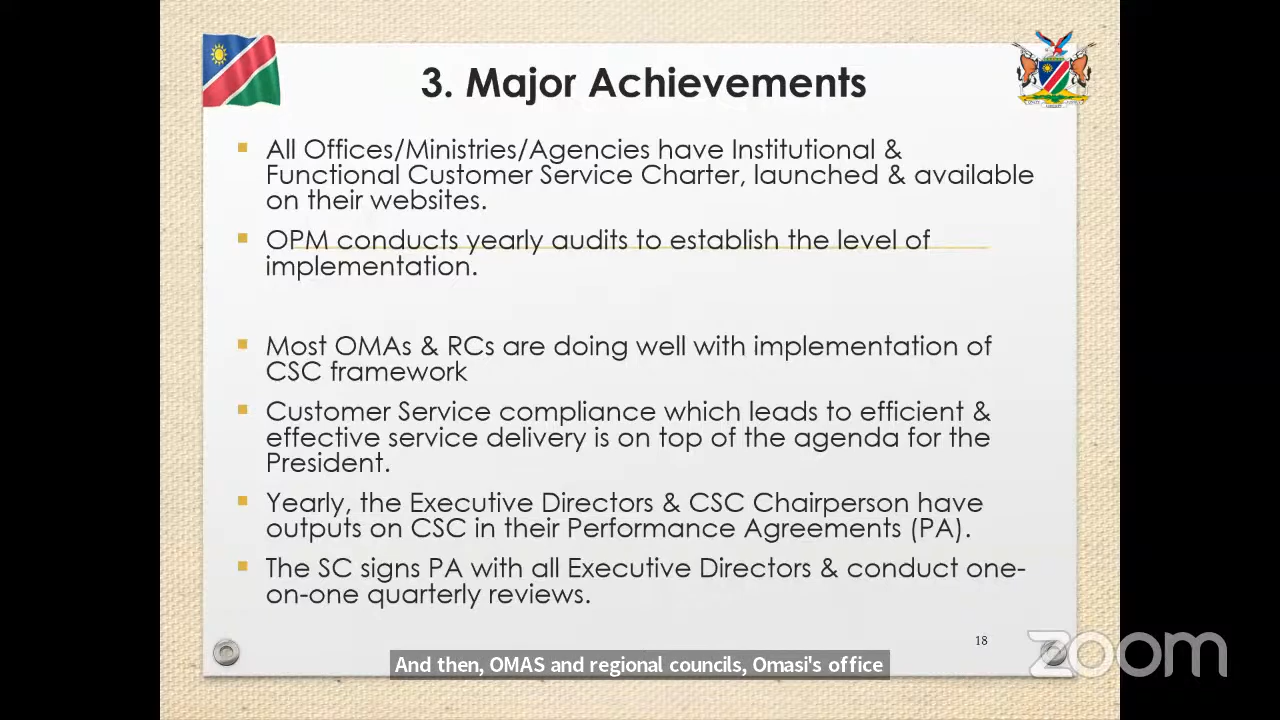 3. Major Achievements
All Offices/Ministries/Agencies have Institutional &
Functional Customer Service Charter, launched & available
on their websites.
OPM conducts yearly audits to establish the level of
implementation.
Most OMAs & RCs are doing well with implementation of
CSC framework
Customer Service compliance which leads to efficient &
effective service delivery is on top of the agenda for the
President.
Yearly, the Executive Directors & CSC Chairperson have
outputs on CSC in their Performance Agreements (PA).
The SC signs PA with all Executive Directors & conduct one-
on-one quarterly reviews.
18
zoom
And then, OMAS and regional councils, Omasi's office